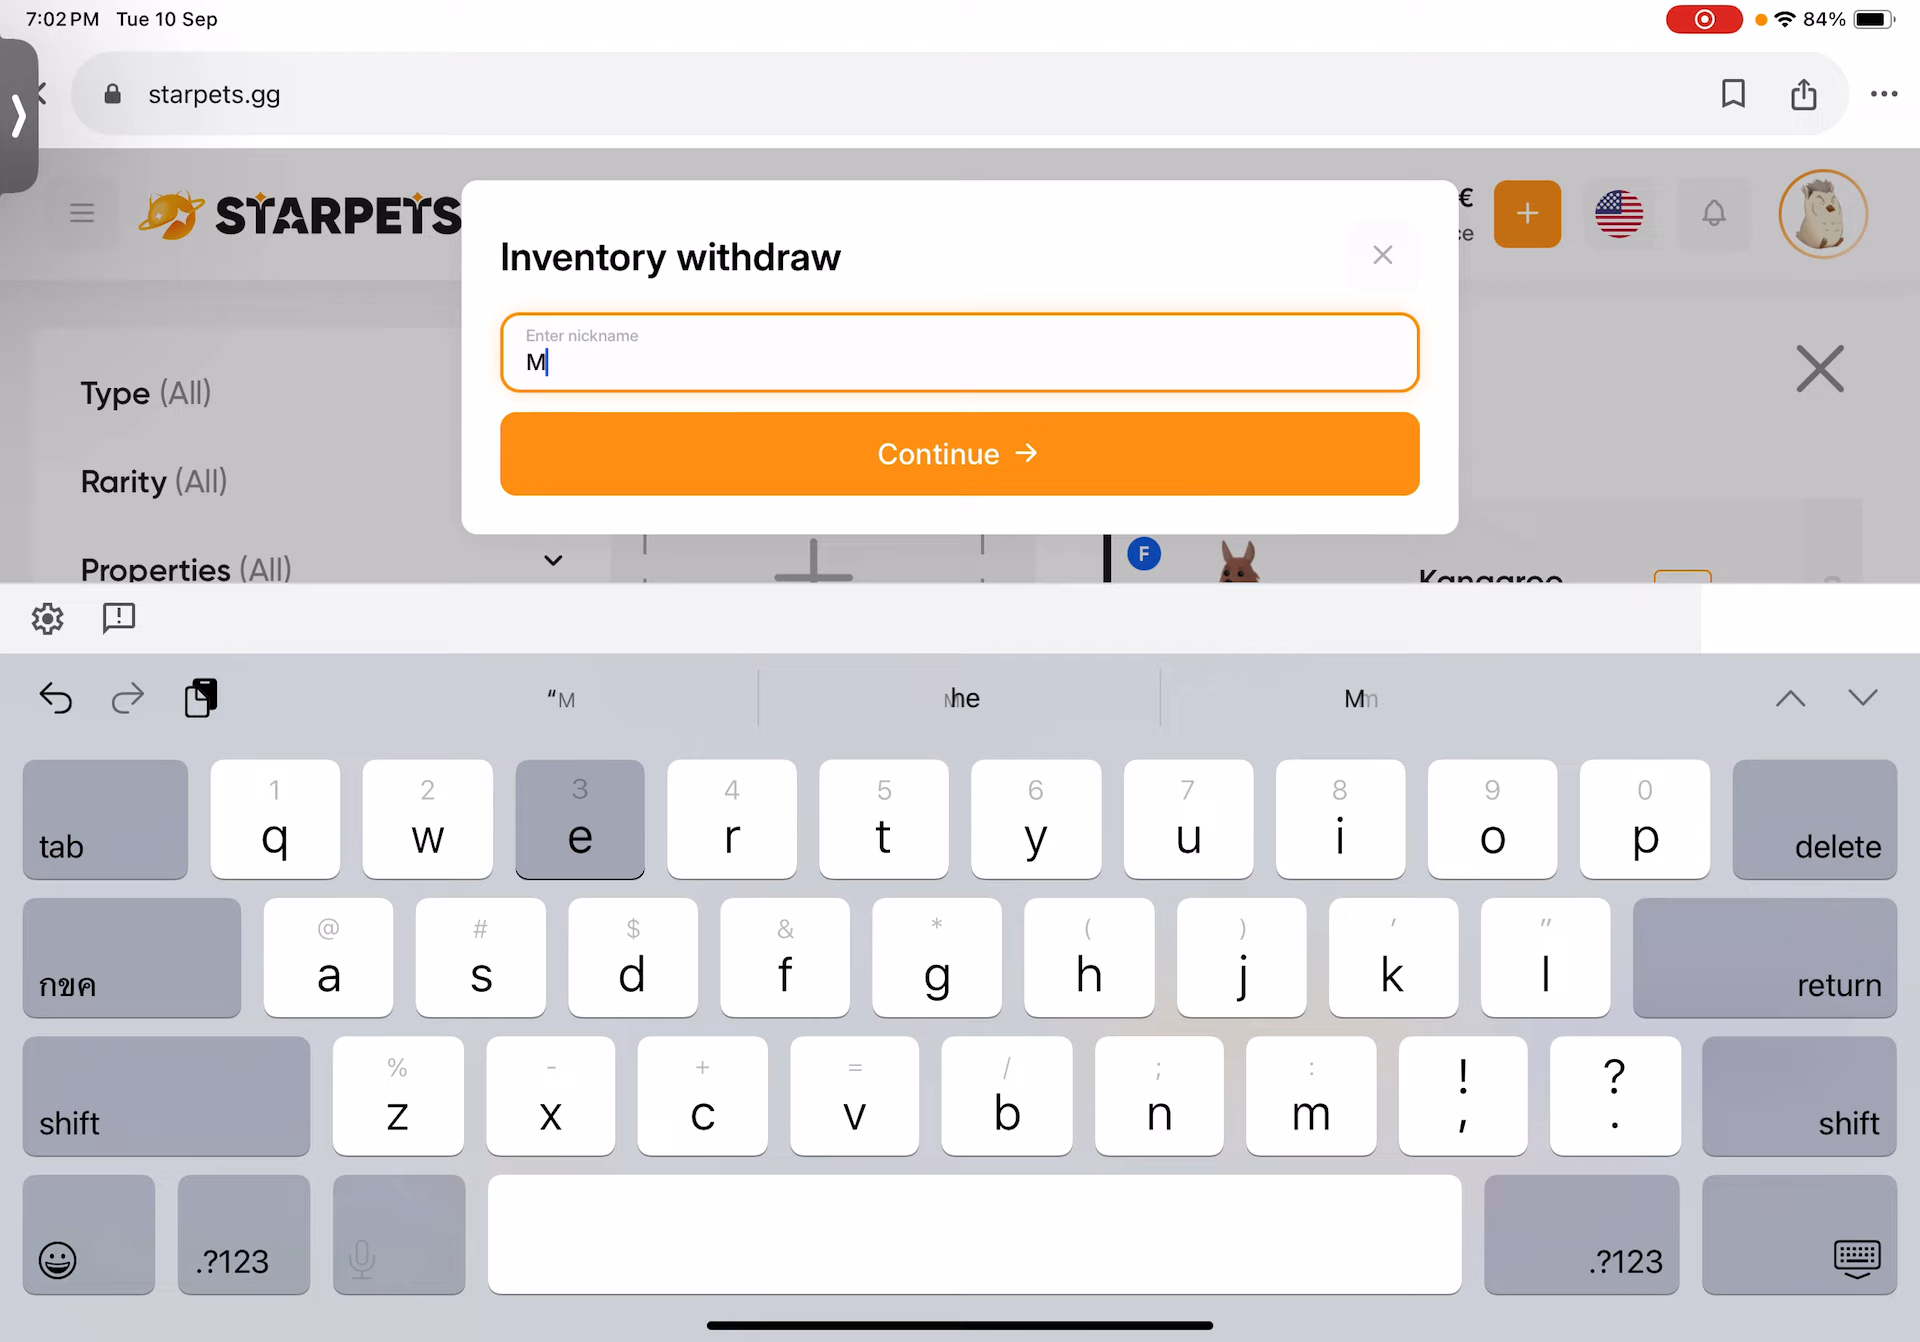 7:02 PM Tue 10 Sep
84%
starpets.gg
STARPETS
€
Inventory withdraw
Enter nickname
M
Continue →
Type (All)
Rarity (All)
Properties (All)
F
Kangaroo
"M
he
M
tab
1 2 3 4 5 6 7 8 9 0
q w e r t y u i o p
delete
@ # $ & * ( ) ' "
กขค
a s d f g h j k l
return
% - + = / ; : ! ?
shift
z x c v b n m , .
shift
.?123
.?123